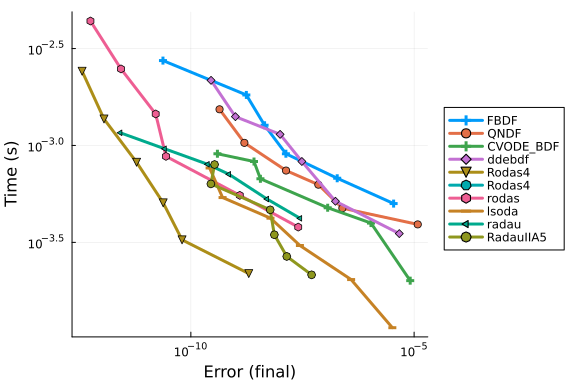 10^-2.5
10^-3.0
10^-3.5
Time (s)
10^-10
10^-5
Error (final)
FBDF
QNDF
CVODE_BDF
ddebdf
Rodas4
Rodas4
rodas
lsoda
radau
RadauIIA5